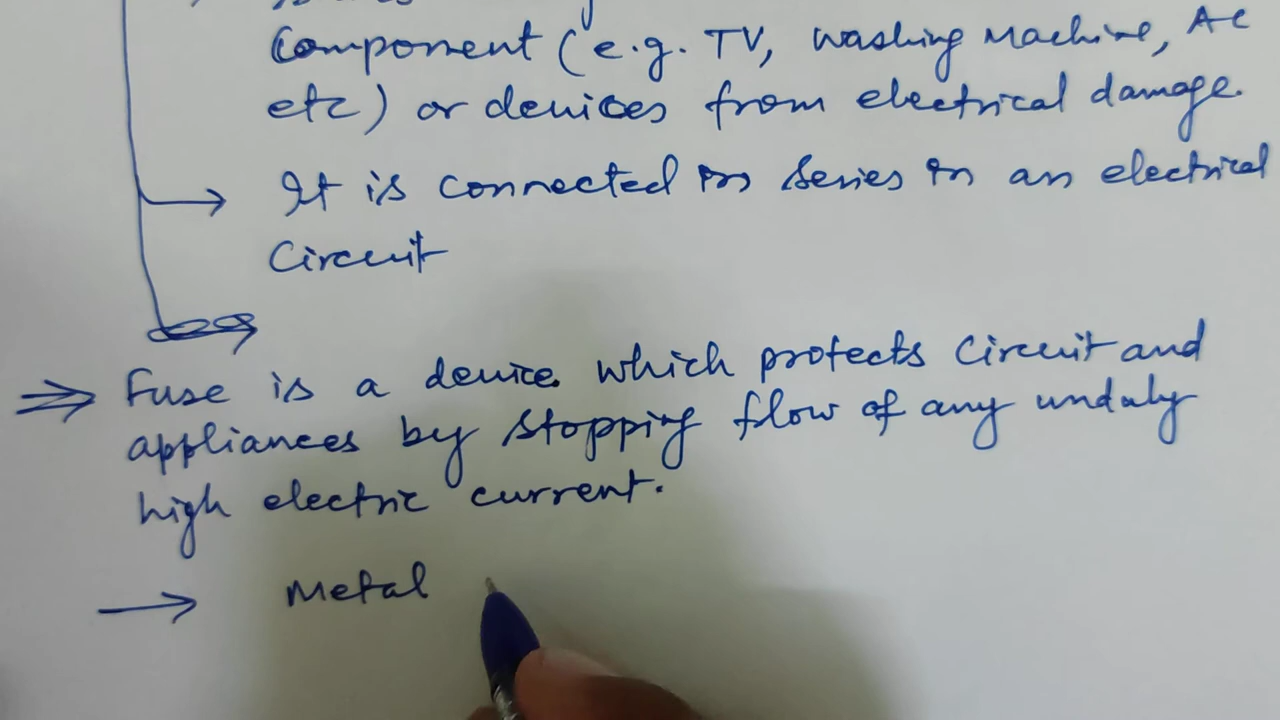 Component (e.g. TV, washing Machine, AC
etc) or devices from electrical damage.
It is connected in series in an electrical
Circuit
Fuse is a device which protects Circuit and
appliances by stopping flow of any unduly
high electric current.
Metal